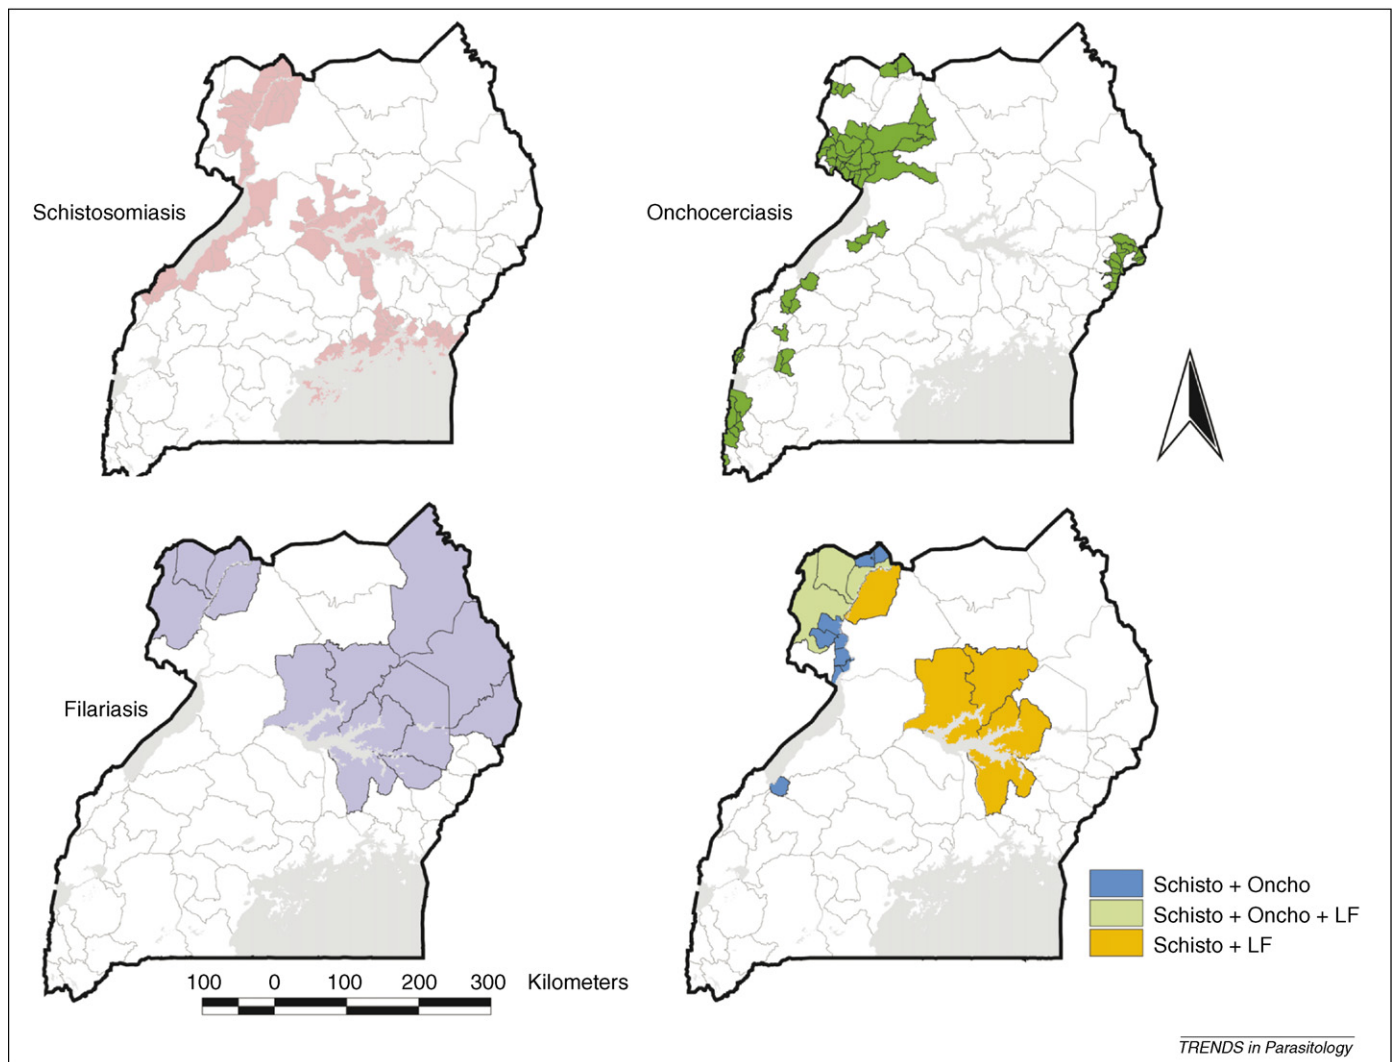 Schistosomiasis
Onchocerciasis
Filariasis
100 0 100 200 300 Kilometers
Schisto + Oncho
Schisto + Oncho + LF
Schisto + LF
TRENDS in Parasitology